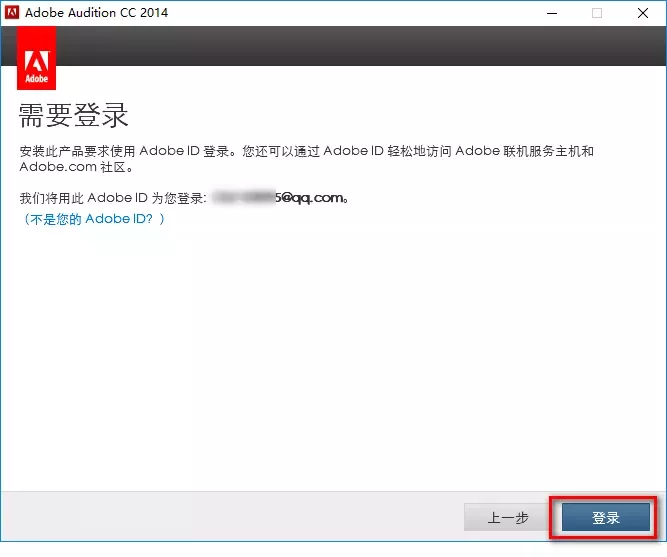 Adobe Audition CC 2014
Adobe
需要登录
安装此产品要求使用 Adobe ID 登录。您还可以通过 Adobe ID 轻松地访问 Adobe 联机服务主机和
Adobe.com 社区。
我们将用此 Adobe ID 为您登录: 5@qq.com。
(不是您的 Adobe ID? )
上一步
登录